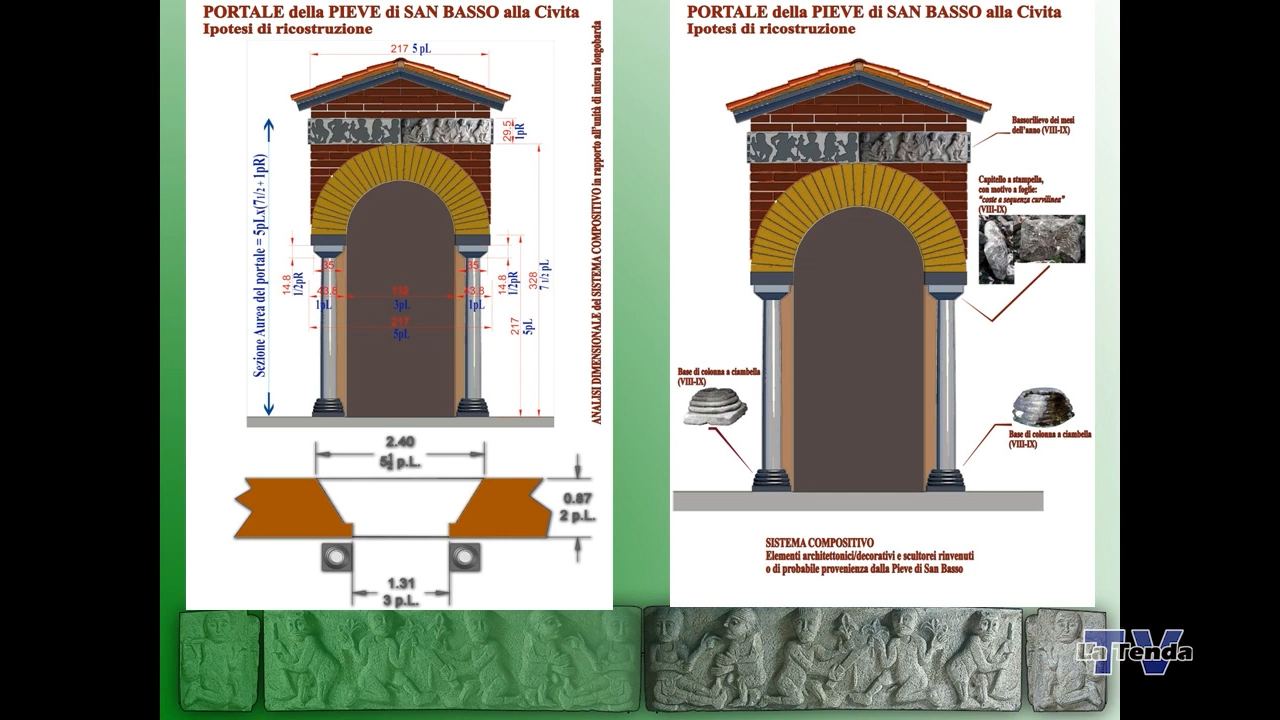 PORTALE della PIEVE di SAN BASSO alla Civita
Ipotesi di ricostruzione
217 5 pL
29.5
1pR
Sezione Aurea del portale = 5pLx(7 1/2 + 1pR)
ANALISI DIMENSIONALE del SISTEMA COMPOSITIVO in rapporto all'unità di misura longobarda
35
35
14.8
1/2pR
14.8
1/2pR
43.8
1pL
132
3pL
43.8
1pL
217
5pL
217
5pL
328
7 1/2 pL
2.40
5½ p.L.
0.87
2 p.L.
1.31
3 p.L.
PORTALE della PIEVE di SAN BASSO alla Civita
Ipotesi di ricostruzione
Bassorilievo dei mesi
dell'anno (VIII-IX)
Capitello a stampella,
con motivo a foglie:
"coste a sequenza curvilinea"
(VIII-IX)
Base di colonna a ciambella
(VIII-IX)
Base di colonna a ciambella
(VIII-IX)
SISTEMA COMPOSITIVO
Elementi architettonici/decorativi e scultorei rinvenuti
o di probabile provenienza dalla Pieve di San Basso
TV
La Tenda